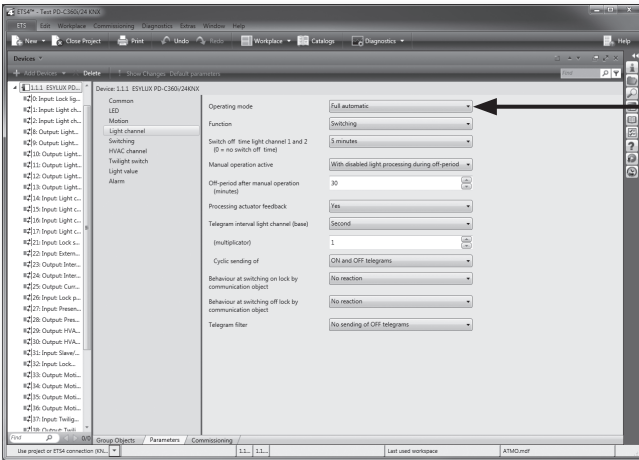 ETS4™ - Test PD-C360i/24 KNX
ETS Edit Workplace Commissioning Diagnostics Extras Window Help
New Close Project Print Undo Redo Workplace Catalogs Diagnostics Help
Devices
Add Devices Delete Show Changes Default parameters Find
1.1.1 ESYLUX PD...
0: Input: Lock lig...
1: Input: Light ch...
2: Input: Light ch...
8: Output: Light...
9: Output: Light...
10: Output: Light...
11: Output: Light...
12: Output: Light...
13: Output: Light...
14: Input: Light c...
15: Input: Light c...
16: Input: Light c...
17: Input: Light c...
21: Input: Lock s...
22: Input: Extern...
23: Output: Inter...
24: Output: Inter...
25: Output: Curr...
26: Input: Lock p...
27: Input: Presen...
28: Output: Pres...
29: Output: HVA...
30: Output: HVA...
31: Input: Slave/...
32: Input: Lock...
33: Output: Moti...
34: Output: Moti...
35: Output: Moti...
36: Output: Moti...
37: Input: Twilig...
38: Output: Twili...
Find 0/0
Device: 1.1.1 ESYLUX PD-C360i/24KNX
Common
LED
Motion
Light channel
Switching
HVAC channel
Twilight switch
Light value
Alarm
Operating mode Full automatic
Function Switching
Switch off time light channel 1 and 2
(0 = no switch off time) 5 minutes
Manual operation active With disabled light processing during off-period
Off-period after manual operation
(minutes) 30
Processing actuator feedback Yes
Telegram interval light channel (base) Second
(multiplicator) 1
Cyclic sending of ON and OFF telegrams
Behaviour at switching on lock by
communication object No reaction
Behaviour at switching off lock by
communication object No reaction
Telegram filter No sending of OFF telegrams
Group Objects Parameters Commissioning
Use project or ETS4 connection (KN... 1.1... 1.1... Last used workspace ATMO.mdf